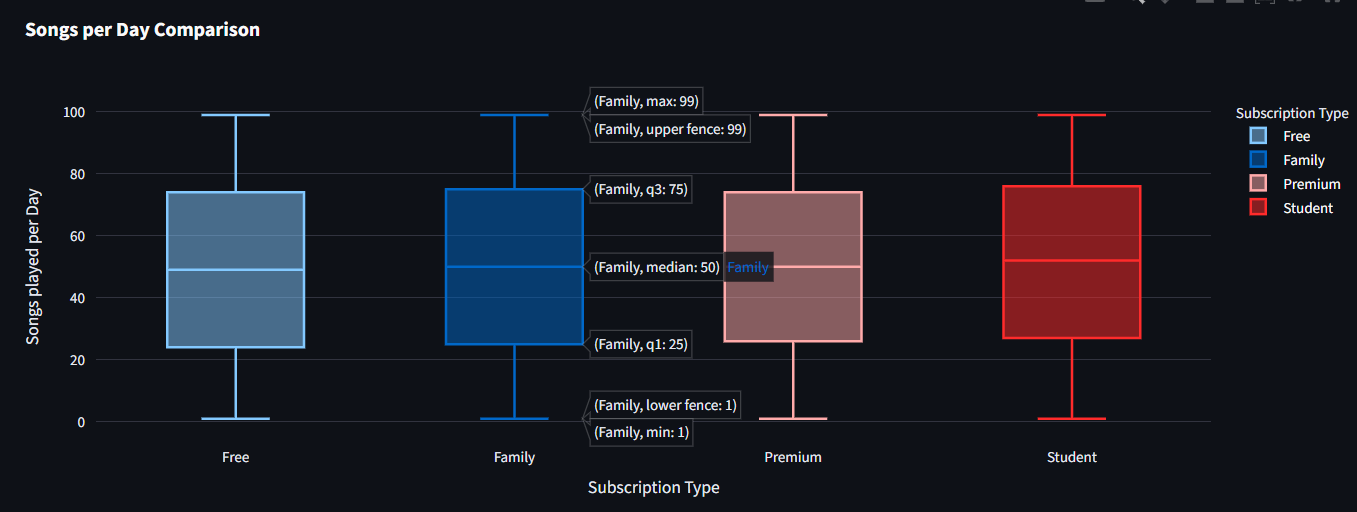 Songs per Day Comparison
(Family, max: 99)
(Family, upper fence: 99)
(Family, q3: 75)
(Family, median: 50) Family
(Family, q1: 25)
(Family, lower fence: 1)
(Family, min: 1)
100
80
60
40
20
0
Songs played per Day
Free
Family
Premium
Student
Subscription Type
Subscription Type
Free
Family
Premium
Student